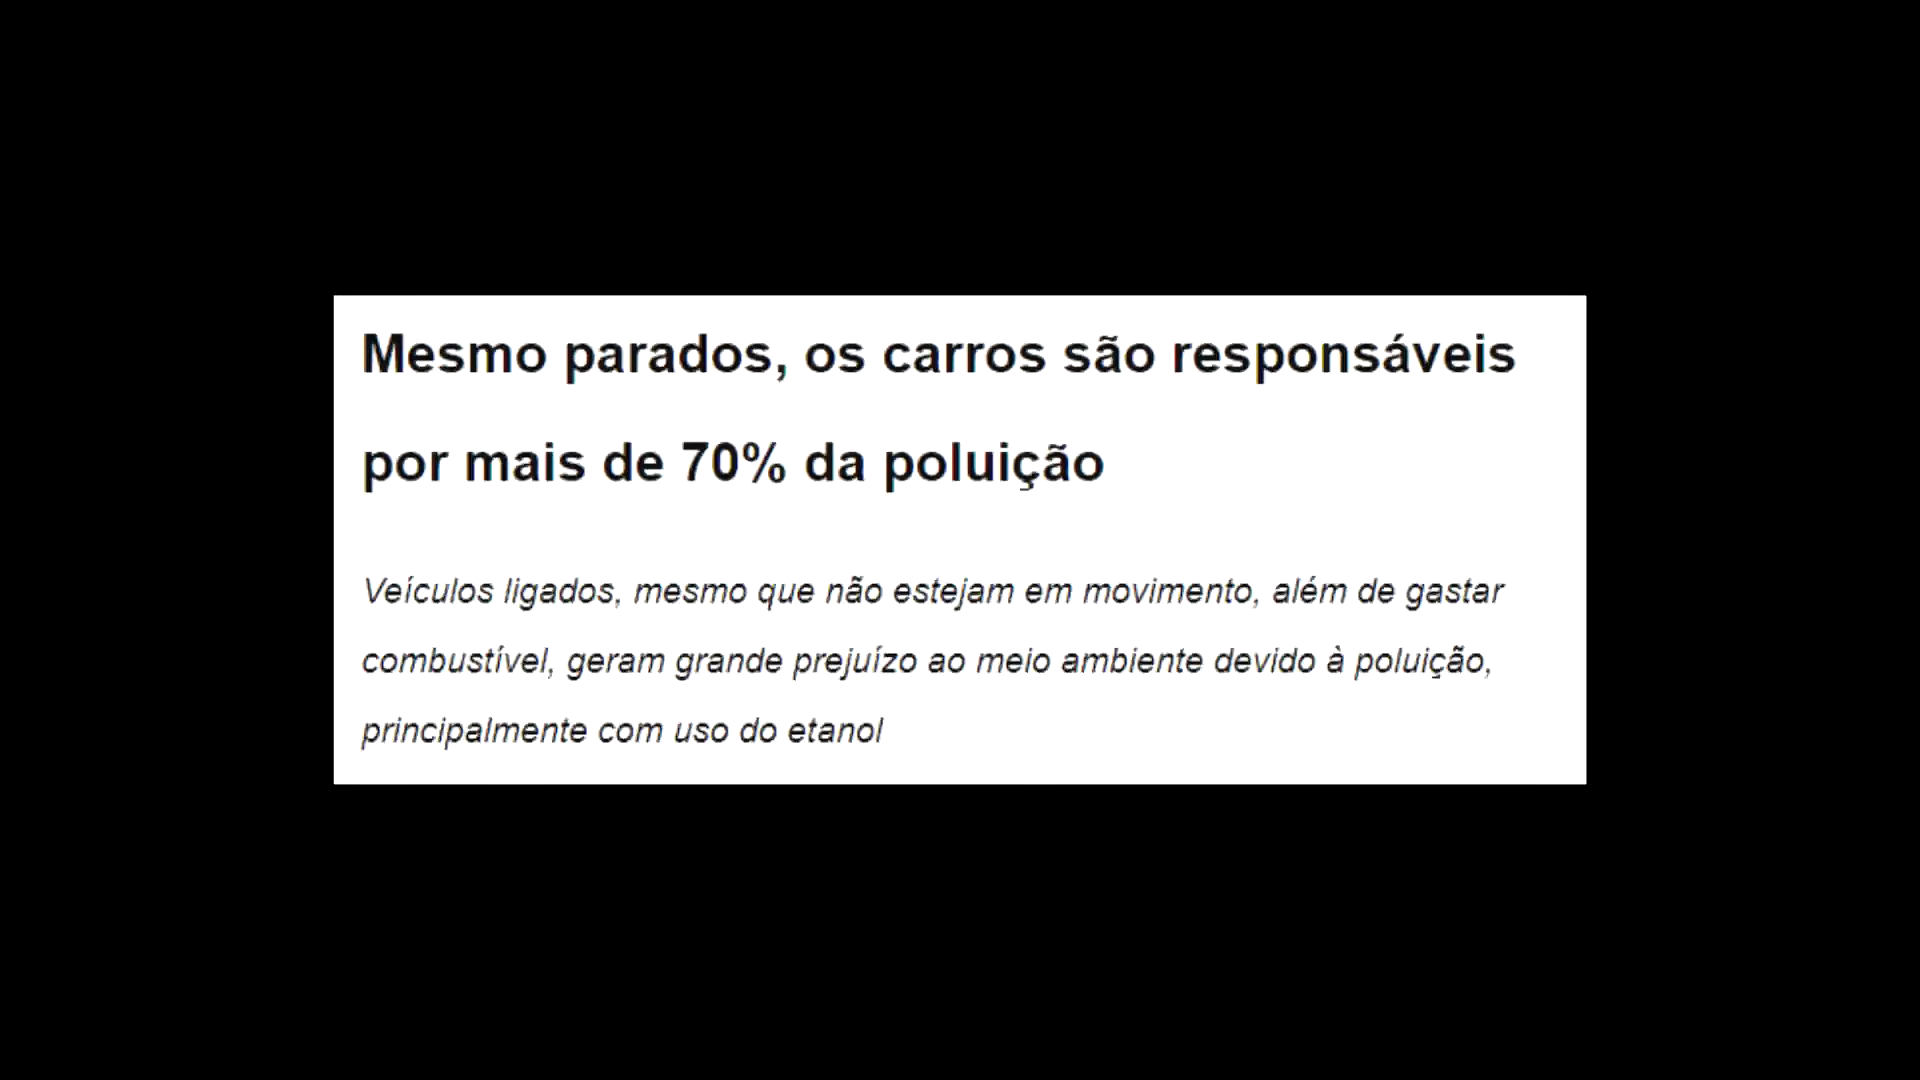 Mesmo parados, os carros são responsáveis
por mais de 70% da poluição
Veículos ligados, mesmo que não estejam em movimento, além de gastar
combustível, geram grande prejuízo ao meio ambiente devido à poluição,
principalmente com uso do etanol